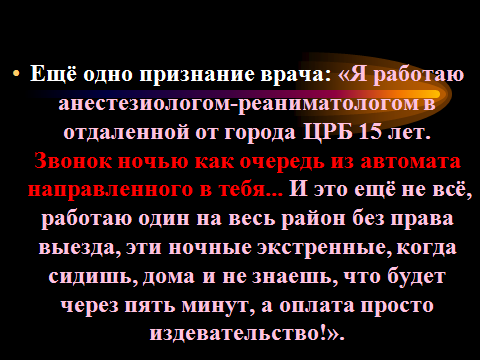 • Ещё одно признание врача: «Я работаю
анестезиологом-реаниматологом в
отдаленной от города ЦРБ 15 лет.
Звонок ночью как очередь из автомата
направленного в тебя... И это ещё не всё,
работаю один на весь район без права
выезда, эти ночные экстренные, когда
сидишь, дома и не знаешь, что будет
через пять минут, а оплата просто
издевательство!».